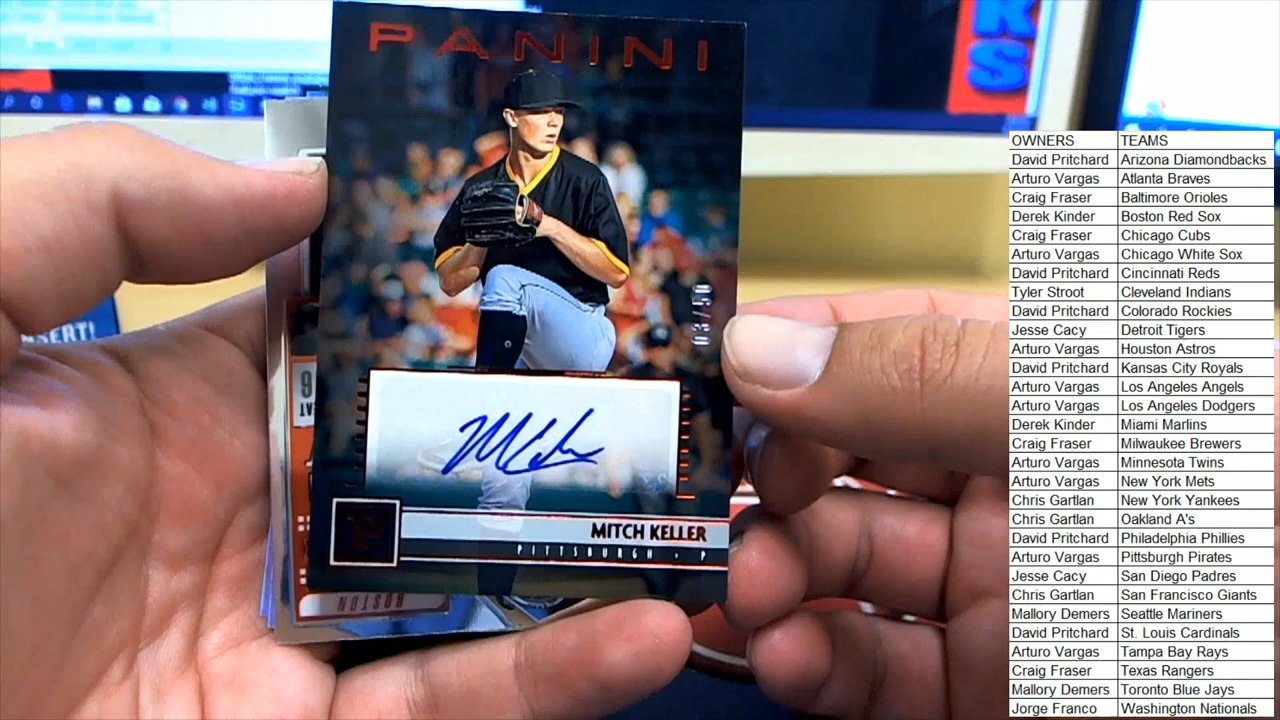 PANINI
KS
NSERT!
03/50
MITCH KELLER
PITTSBURGH · P
P
BOSTON
OWNERS TEAMS
David Pritchard Arizona Diamondbacks
Arturo Vargas Atlanta Braves
Craig Fraser Baltimore Orioles
Derek Kinder Boston Red Sox
Craig Fraser Chicago Cubs
Arturo Vargas Chicago White Sox
David Pritchard Cincinnati Reds
Tyler Stroot Cleveland Indians
David Pritchard Colorado Rockies
Jesse Cacy Detroit Tigers
Arturo Vargas Houston Astros
David Pritchard Kansas City Royals
Arturo Vargas Los Angeles Angels
Arturo Vargas Los Angeles Dodgers
Derek Kinder Miami Marlins
Craig Fraser Milwaukee Brewers
Arturo Vargas Minnesota Twins
Arturo Vargas New York Mets
Chris Gartlan New York Yankees
Chris Gartlan Oakland A's
David Pritchard Philadelphia Phillies
Arturo Vargas Pittsburgh Pirates
Jesse Cacy San Diego Padres
Chris Gartlan San Francisco Giants
Mallory Demers Seattle Mariners
David Pritchard St. Louis Cardinals
Arturo Vargas Tampa Bay Rays
Craig Fraser Texas Rangers
Mallory Demers Toronto Blue Jays
Jorge Franco Washington Nationals